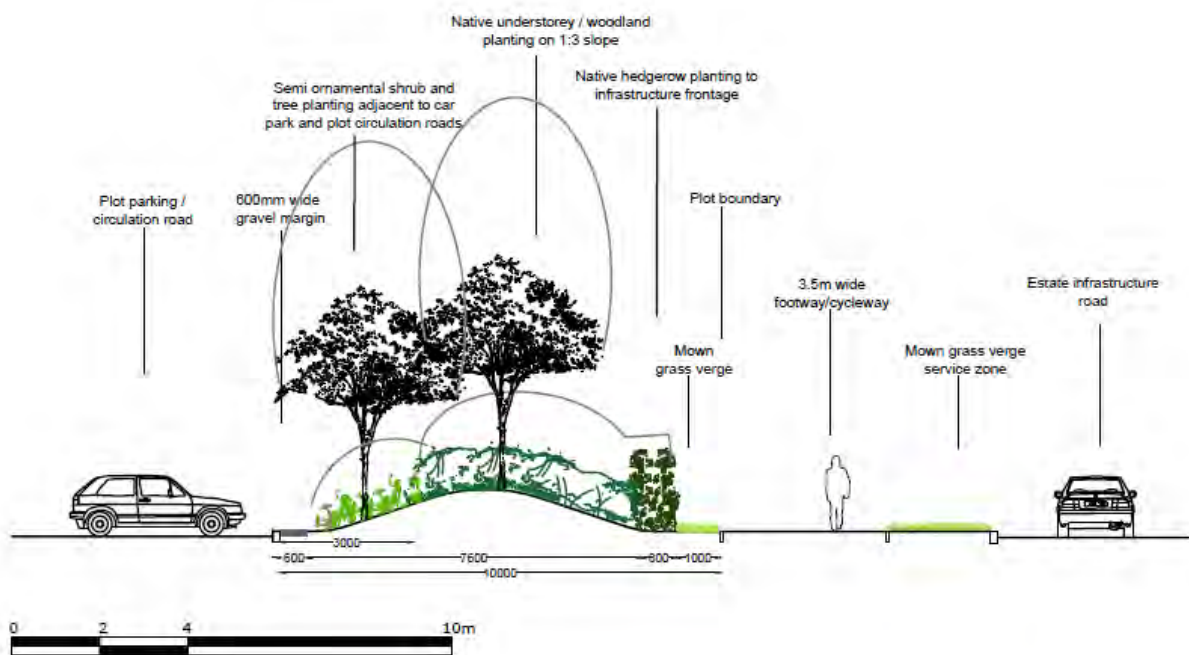 Native understorey / woodland
planting on 1:3 slope
Semi ornamental shrub and
tree planting adjacent to car
park and plot circulation roads
Native hedgerow planting to
infrastructure frontage
Plot parking /
circulation road
600mm wide
gravel margin
Plot boundary
3.5m wide
footway/cycleway
Estate infrastructure
road
Mown
grass verge
Mown grass verge
service zone
3000
600
7600
800
1000
10000
0 2 4 10m